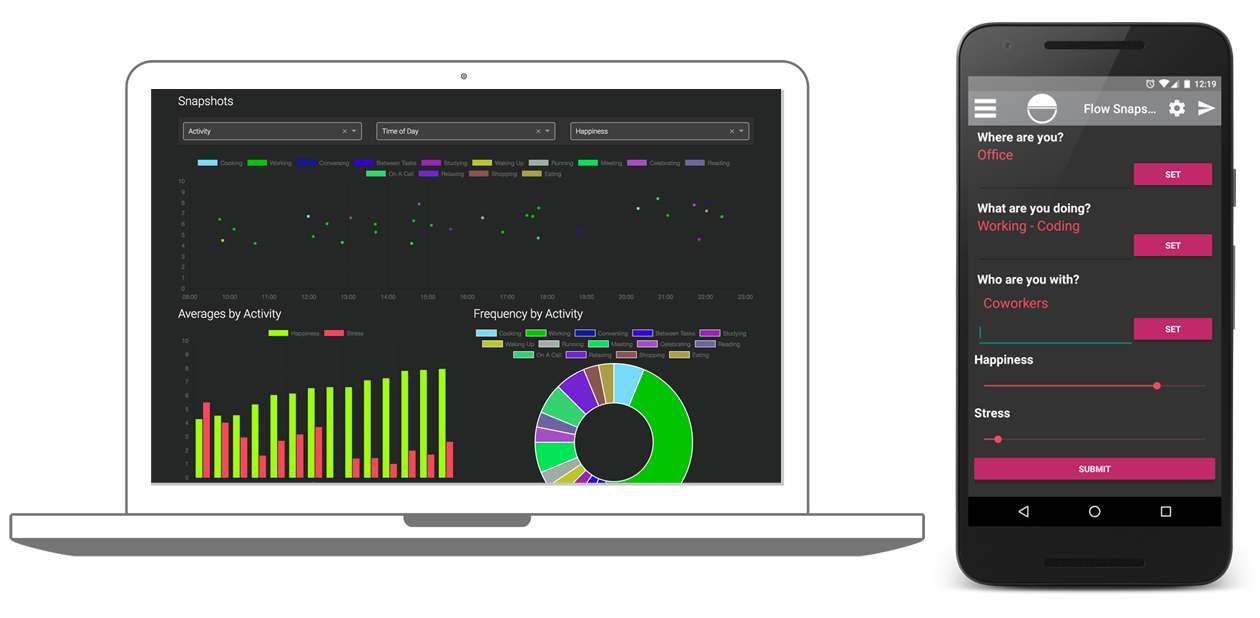 Snapshots
Activity Time of Day Happiness
Cooking Working Conversing Between Tasks Studying Waking Up Running Meeting Celebrating Reading
On A Call Relaxing Shopping Eating
10
9
8
7
6
5
4
3
2
1
0
09:00 10:00 11:00 12:00 13:00 14:00 15:00 16:00 17:00 18:00 19:00 20:00 21:00 22:00 23:00
Averages by Activity
Happiness Stress
10
9
8
7
6
5
4
3
2
1
0
Frequency by Activity
Cooking Working Conversing Between Tasks Studying
Waking Up Running Meeting Celebrating Reading
On A Call Relaxing Shopping Eating
12:19
Flow Snaps...
Where are you?
Office
SET
What are you doing?
Working - Coding
SET
Who are you with?
Coworkers
SET
Happiness
Stress
SUBMIT